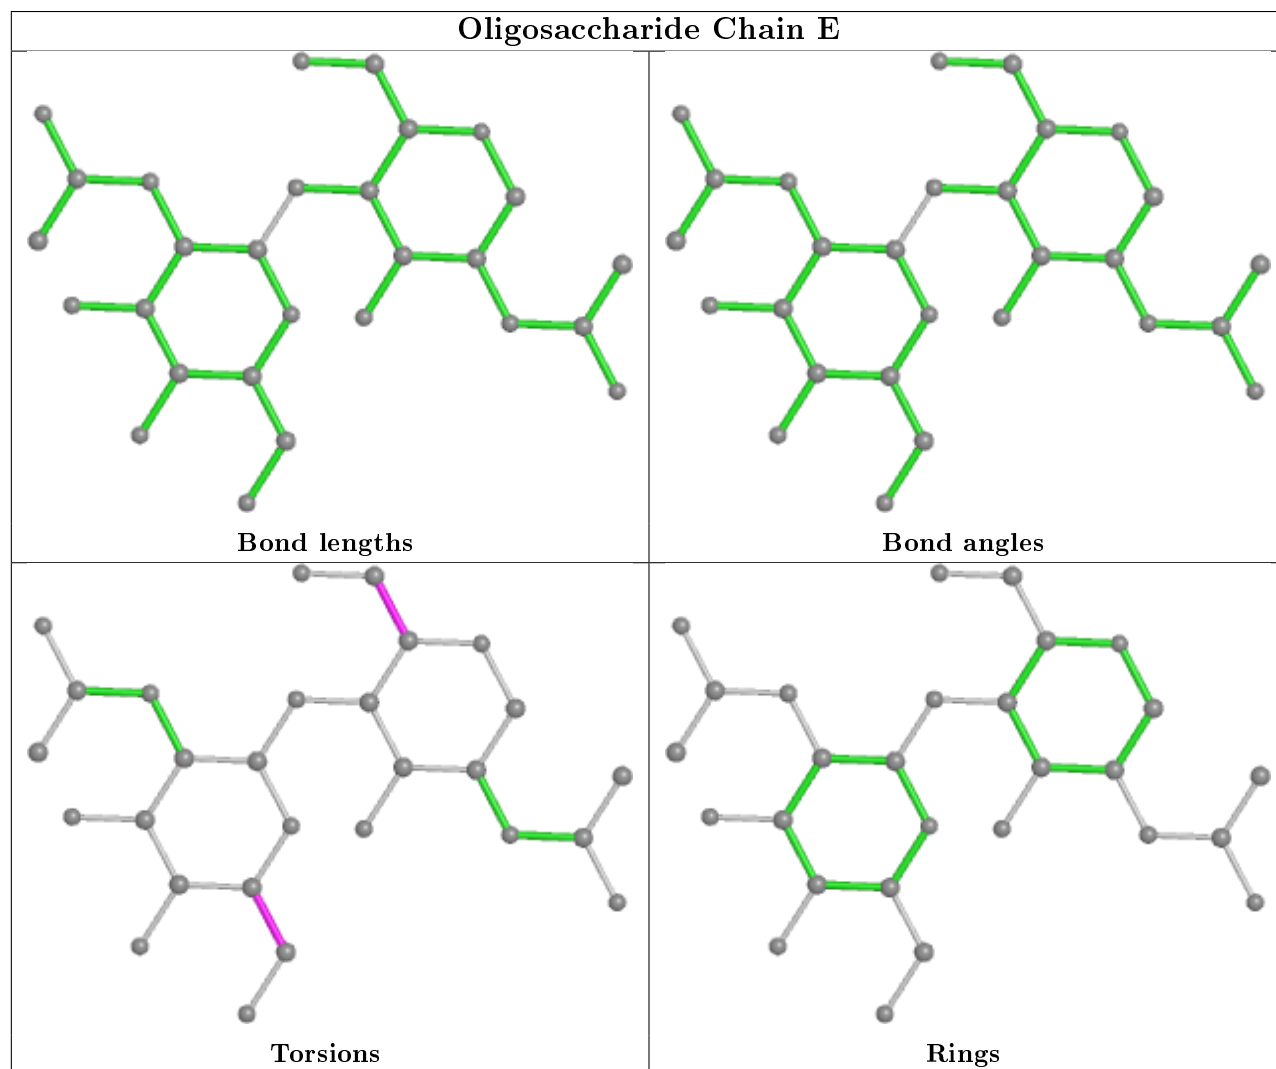 Oligosaccharide Chain E
Bond lengths
Bond angles
Torsions
Rings